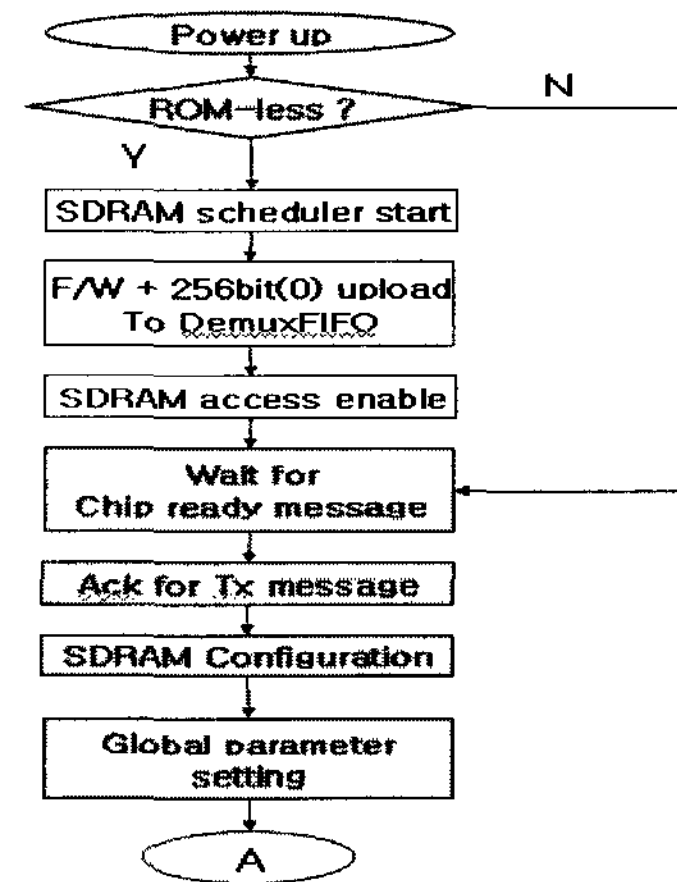 Power up
ROM-less ?
N
Y
SDRAM scheduler start
F/W + 256bit(0) upload
To DemuxFIFO
SDRAM access enable
Wait for
Chip ready message
Ack for Tx message
SDRAM Configuration
Global parameter
setting
A